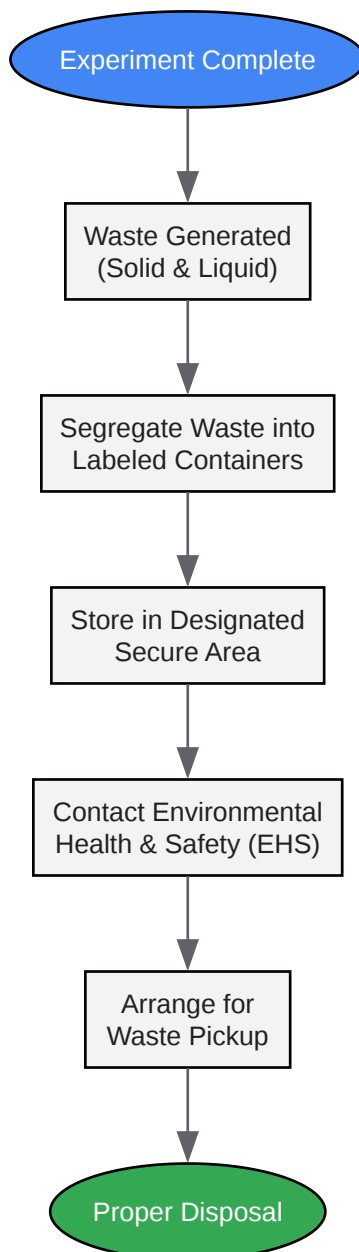 Experiment Complete
Waste Generated
(Solid & Liquid)
Segregate Waste into
Labeled Containers
Store in Designated
Secure Area
Contact Environmental
Health & Safety (EHS)
Arrange for
Waste Pickup
Proper Disposal